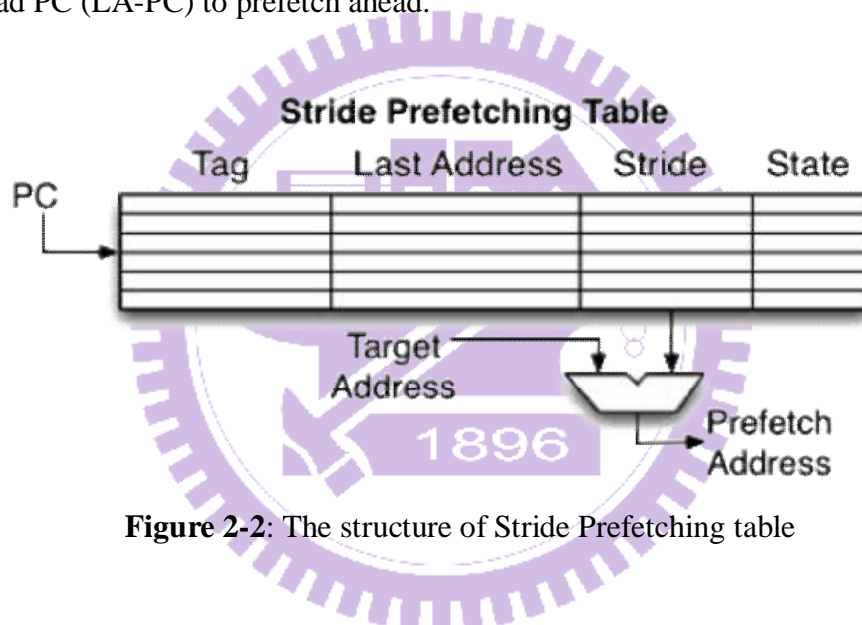 PC (LA-PC) to prefetch ahead.
Stride Prefetching Table
Tag Last Address Stride State
PC
Target
Address
1896
Prefetch
Address
Figure 2-2: The structure of Stride Prefetching table